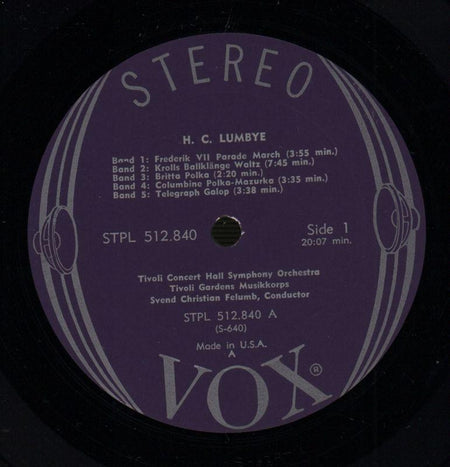 STEREO
H. C. LUMBYE
Band 1: Frederik VII Parade March (3:55 min.)
Band 2: Krolls Ballklänge Waltz (7:45 min.)
Band 3: Britta Polka (2:20 min.)
Band 4: Columbine Polka-Mazurka (3:35 min.)
Band 5: Telegraph Galop (3:38 min.)
STPL 512.840
Side 1
20:07 min.
Tivoli Concert Hall Symphony Orchestra
Tivoli Gardens Musikkorps
Svend Christian Felumb, Conductor
STPL 512.840 A
(S-640)
Made in U.S.A.
A
VOX®